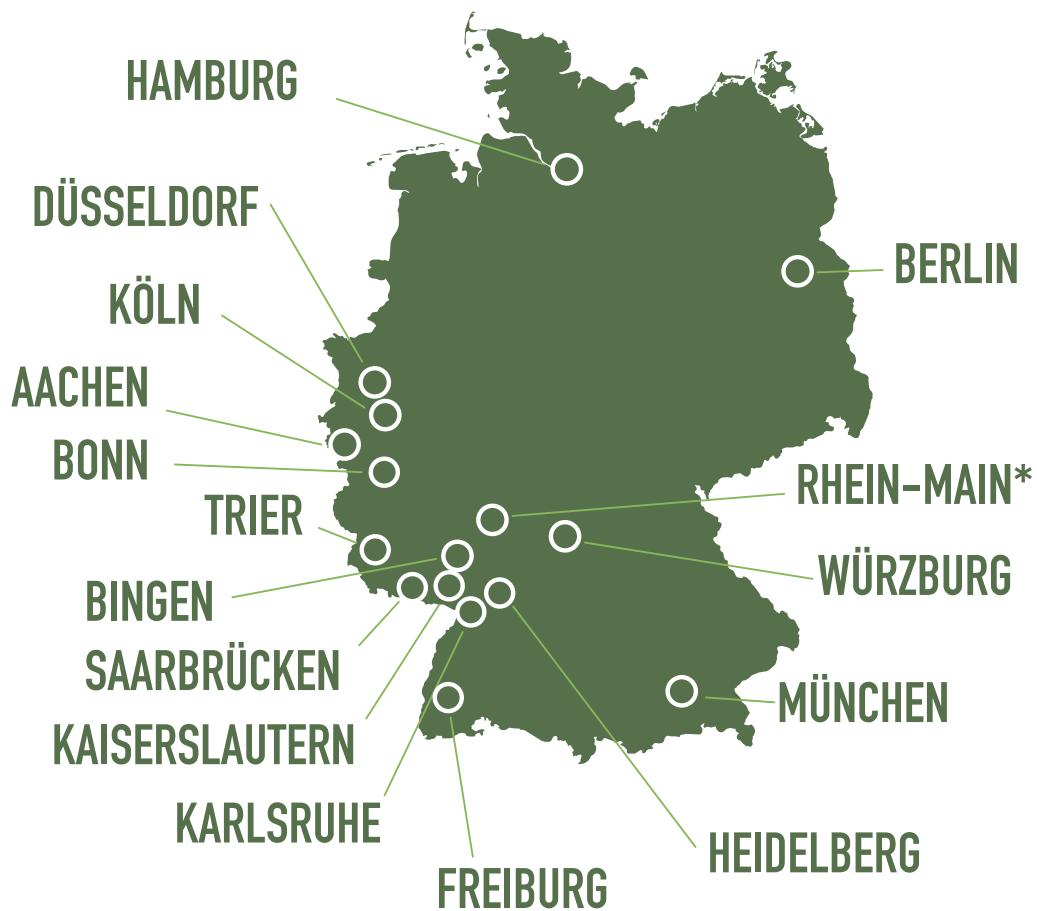 HAMBURG
DÜSSELDORF
BERLIN
KÖLN
AACHEN
BONN
RHEIN-MAIN*
TRIER
WÜRZBURG
BINGEN
SAARBRÜCKEN
MÜNCHEN
KAISERSLAUTERN
KARLSRUHE
HEIDELBERG
FREIBURG